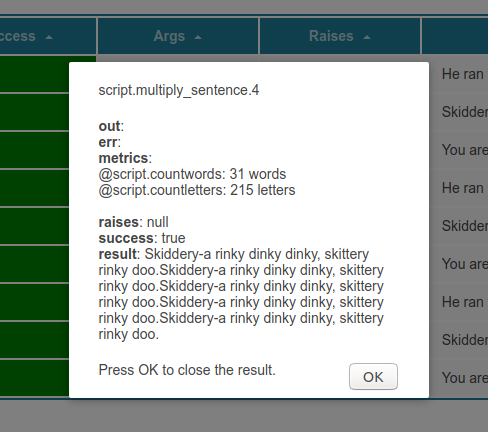 ccess Args Raises
script.multiply_sentence.4
out:
err:
metrics:
@script.countwords: 31 words
@script.countletters: 215 letters
raises: null
success: true
result: Skiddery-a rinky dinky dinky, skittery
rinky doo.Skiddery-a rinky dinky dinky, skittery
rinky doo.Skiddery-a rinky dinky dinky, skittery
rinky doo.Skiddery-a rinky dinky dinky, skittery
rinky doo.Skiddery-a rinky dinky dinky, skittery
rinky doo.
Press OK to close the result.
OK
He ran
Skidder
You are
He ran
Skidder
You are
He ran
Skidder
You are